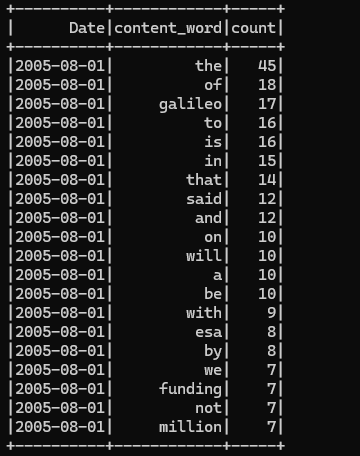 +----------+------------+-----+
|      Date|content_word|count|
+----------+------------+-----+
|2005-08-01|         the|   45|
|2005-08-01|          of|   18|
|2005-08-01|     galileo|   17|
|2005-08-01|          to|   16|
|2005-08-01|          is|   16|
|2005-08-01|          in|   15|
|2005-08-01|        that|   14|
|2005-08-01|        said|   12|
|2005-08-01|         and|   12|
|2005-08-01|          on|   10|
|2005-08-01|        will|   10|
|2005-08-01|           a|   10|
|2005-08-01|          be|   10|
|2005-08-01|        with|    9|
|2005-08-01|         esa|    8|
|2005-08-01|          by|    8|
|2005-08-01|          we|    7|
|2005-08-01|     funding|    7|
|2005-08-01|         not|    7|
|2005-08-01|     million|    7|
+----------+------------+-----+